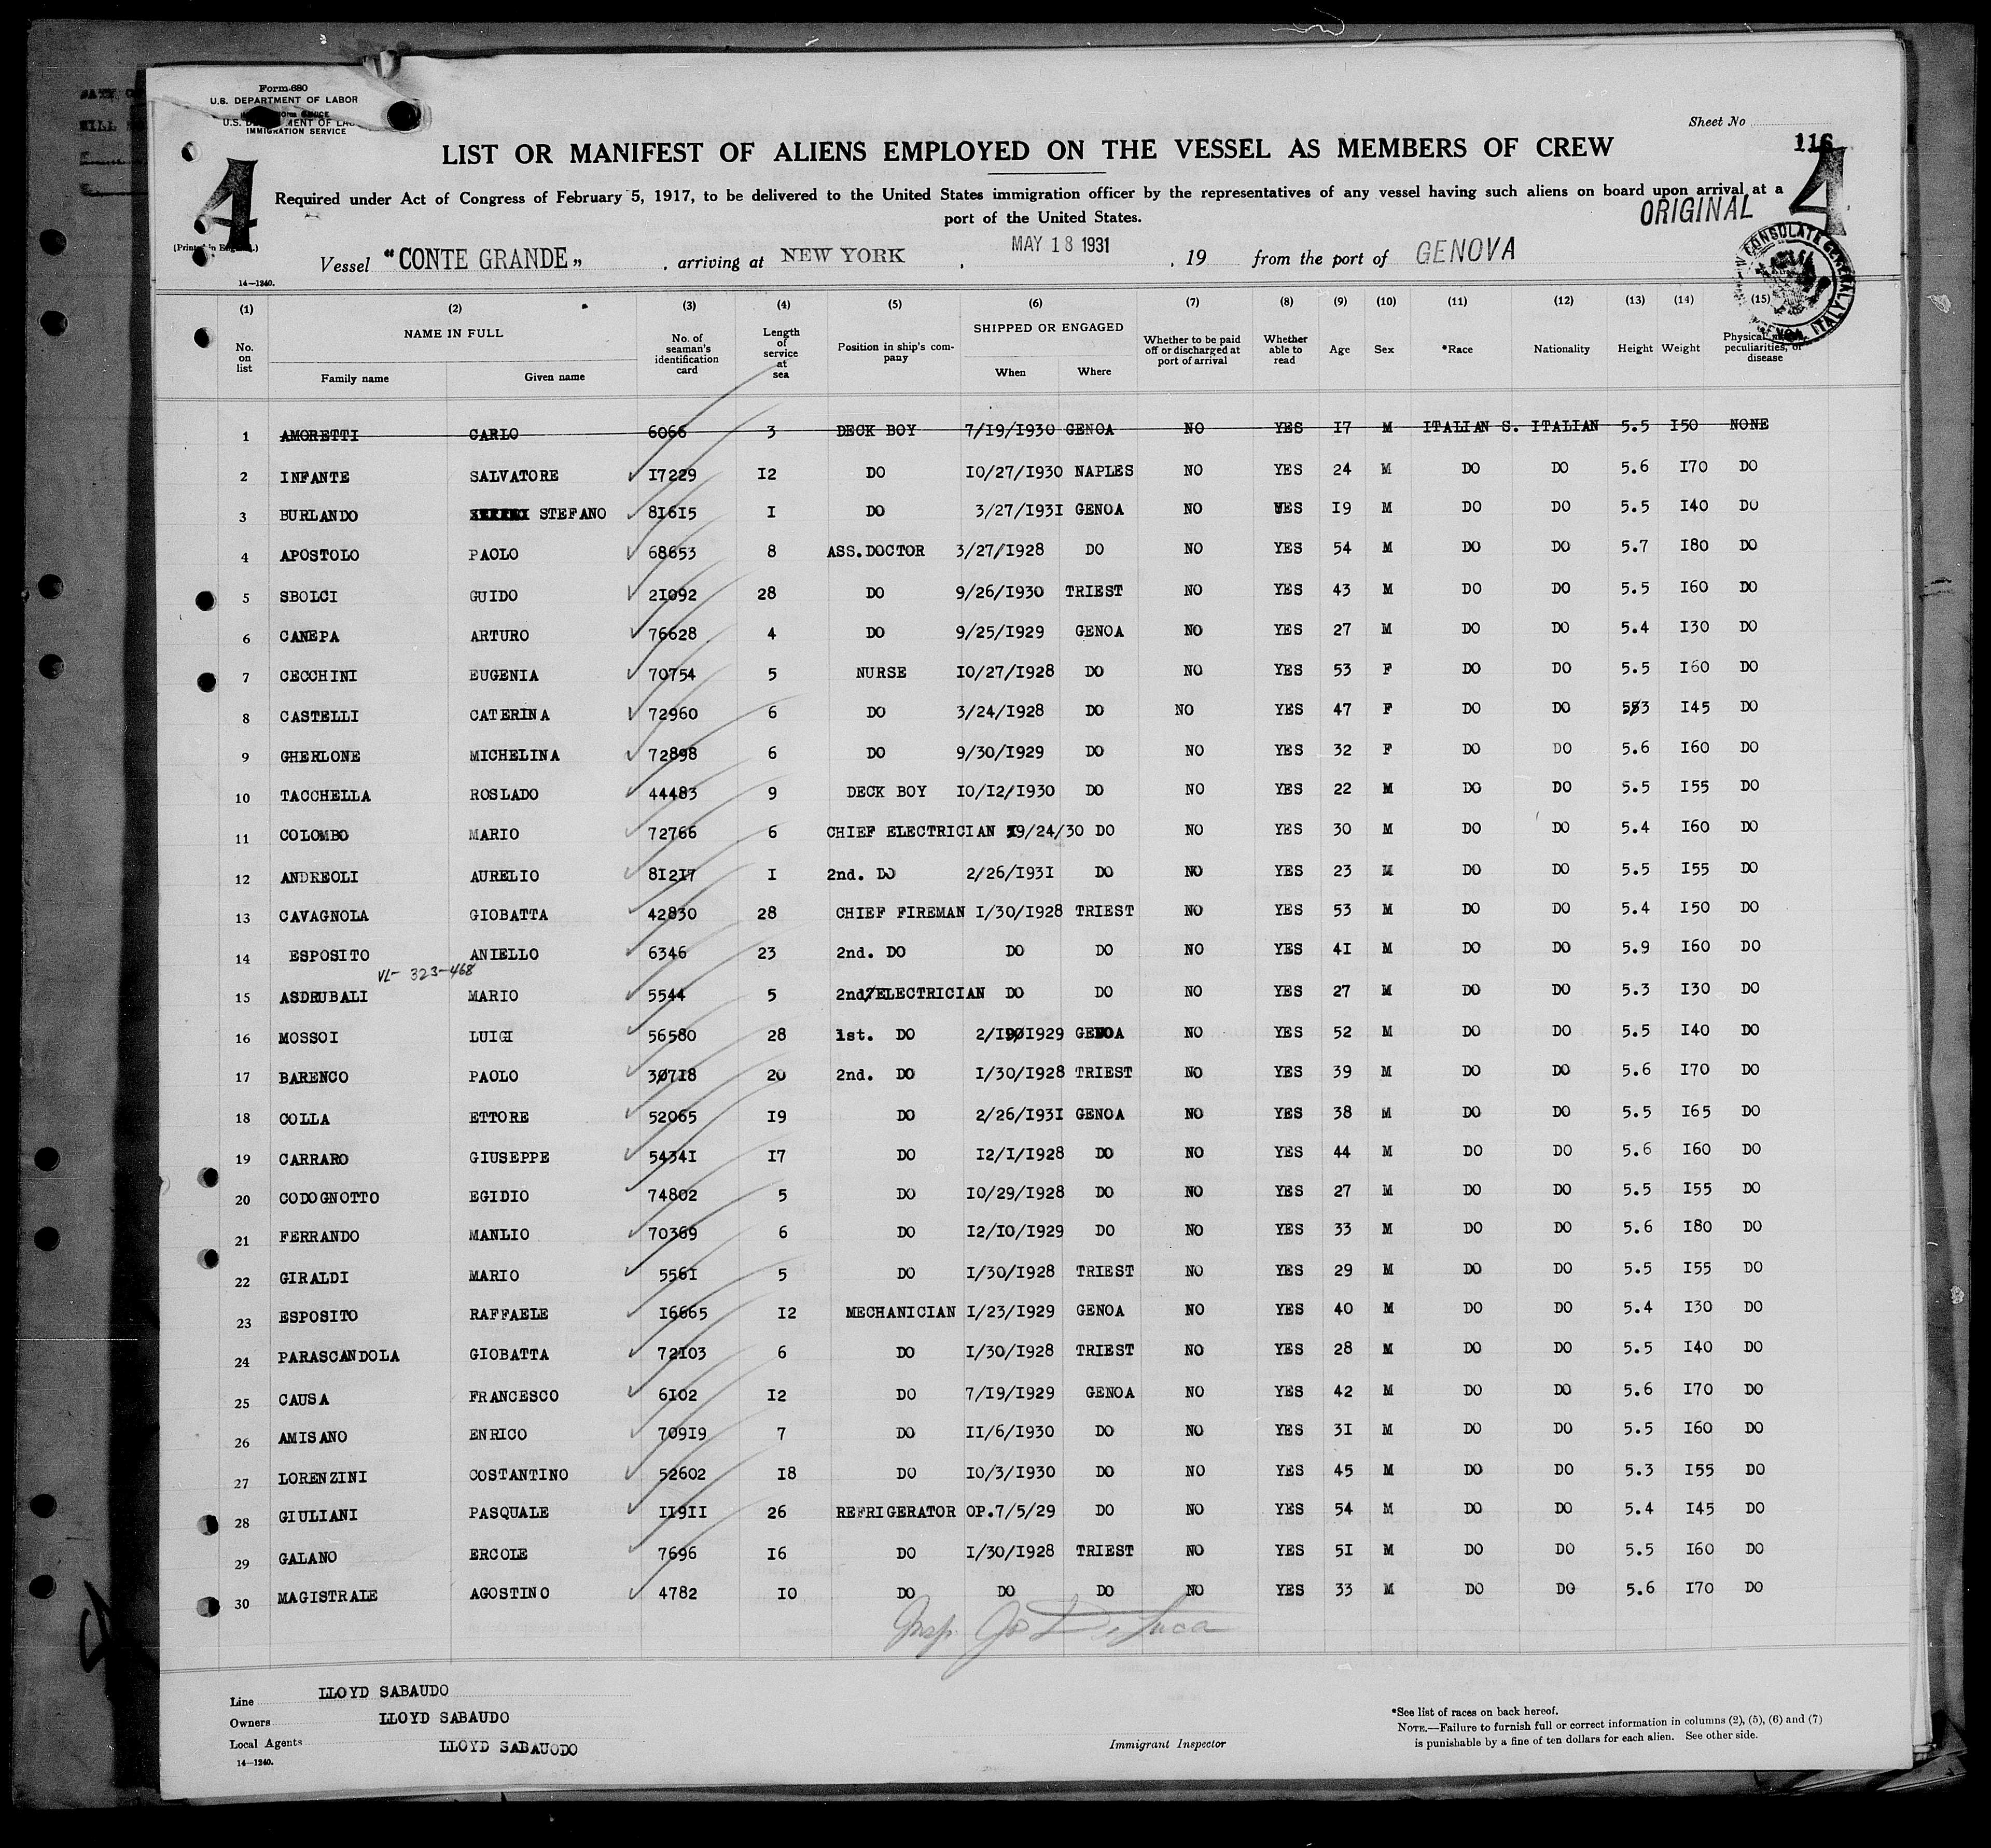 Form 680
U.S. DEPARTMENT OF LABOR
IMMIGRATION SERVICE
Sheet No
116
LIST OR MANIFEST OF ALIENS EMPLOYED ON THE VESSEL AS MEMBERS OF CREW
4 4
Required under Act of Congress of February 5, 1917, to be delivered to the United States immigration officer by the representatives of any vessel having such aliens on board upon arrival at a
port of the United States.
ORIGINAL
Vessel "CONTE GRANDE", arriving at NEW YORK, MAY 18 1931, 19 from the port of GENOVA
14—1240.
CONSULATE GENERAL ITALY
(1) (2) (3) (4) (5) (6) (7) (8) (9) (10) (11) (12) (13) (14) (15)
No. on list NAME IN FULL Family name Given name No. of seaman's identification card Length of service at sea Position in ship's company SHIPPED OR ENGAGED When Where Whether to be paid off or discharged at port of arrival Whether able to read Age Sex *Race Nationality Height Weight Physical peculiarities, or disease
1 AMORETTI CARLO 6066 3 DECK BOY 7/19/1930 GENOA NO YES 17 M ITALIAN S. ITALIAN 5.5 150 NONE
2 INFANTE SALVATORE 17229 12 DO 10/27/1930 NAPLES NO YES 24 M DO DO 5.6 170 DO
3 BURLANDO STEFANO 81615 1 DO 3/27/1931 GENOA NO YES 19 M DO DO 5.5 140 DO
4 APOSTOLO PAOLO 68653 8 ASS.DOCTOR 3/27/1928 DO NO YES 54 M DO DO 5.7 180 DO
5 SBOLCI GUIDO 21092 28 DO 9/26/1930 TRIEST NO YES 43 M DO DO 5.5 160 DO
6 CANEPA ARTURO 76628 4 DO 9/25/1929 GENOA NO YES 27 M DO DO 5.4 130 DO
7 CECCHINI EUGENIA 70754 5 NURSE 10/27/1928 DO NO YES 53 F DO DO 5.5 160 DO
8 CASTELLI CATERINA 72960 6 DO 3/24/1928 DO NO YES 47 F DO DO 5.3 145 DO
9 GHERLONE MICHELINA 72898 6 DO 9/30/1929 DO NO YES 32 F DO DO 5.6 160 DO
10 TACCHELLA ROSLADO 44483 9 DECK BOY 10/12/1930 DO NO YES 22 M DO DO 5.5 155 DO
11 COLOMBO MARIO 72766 6 CHIEF ELECTRICIAN 9/24/30 DO NO YES 30 M DO DO 5.4 160 DO
12 ANDREOLI AURELIO 81217 1 2nd. DO 2/26/1931 DO NO YES 23 M DO DO 5.5 155 DO
13 CAVAGNOLA GIOBATTA 42830 28 CHIEF FIREMAN 1/30/1928 TRIEST NO YES 53 M DO DO 5.4 150 DO
14 ESPOSITO ANIELLO 6346 23 2nd. DO DO DO NO YES 41 M DO DO 5.9 160 DO
VL- 323-468
15 ASDRUBALI MARIO 5544 5 2nd/ELECTRICIAN DO DO NO YES 27 M DO DO 5.3 130 DO
16 MOSSOI LUIGI 56580 28 1st. DO GENOA NO YES 52 M DO DO 5.5 140 DO
17 BARENCO PAOLO 30718 20 2nd. DO 1/30/1928 TRIEST NO YES 39 M DO DO 5.6 170 DO
18 COLLA ETTORE 52065 19 DO 2/26/1931 GENOA NO YES 38 M DO DO 5.5 165 DO
19 CARRARO GIUSEPPE 54341 17 DO 12/1/1928 DO NO YES 44 M DO DO 5.6 160 DO
20 CODOGNOTTO EGIDIO 74802 5 DO 10/29/1928 DO NO YES 27 M DO DO 5.5 155 DO
21 FERRANDO MANLIO 70369 6 DO 12/10/1929 DO NO YES 33 M DO DO 5.6 180 DO
22 GIRALDI MARIO 5561 5 DO 1/30/1928 TRIEST NO YES 29 M DO DO 5.5 155 DO
23 ESPOSITO RAFFAELE 16665 12 MECHANICIAN 1/23/1929 GENOA NO YES 40 M DO DO 5.4 130 DO
24 PARASCANDOLA GIOBATTA 72103 6 DO 1/30/1928 TRIEST NO YES 28 M DO DO 5.5 140 DO
25 CAUSA FRANCESCO 6102 12 DO 7/19/1929 GENOA NO YES 42 M DO DO 5.6 170 DO
26 AMISANO ENRICO 70919 7 DO 11/6/1930 DO NO YES 31 M DO DO 5.5 160 DO
27 LORENZINI COSTANTINO 52602 18 DO 10/3/1930 DO NO YES 45 M DO DO 5.3 155 DO
28 GIULIANI PASQUALE 11911 26 REFRIGERATOR OP. 7/5/29 DO NO YES 54 M DO DO 5.4 145 DO
29 GALANO ERCOLE 7696 16 DO 1/30/1928 TRIEST NO YES 51 M DO DO 5.5 160 DO
30 MAGISTRALE AGOSTINO 4782 10 DO DO DO NO YES 33 M DO DO 5.6 170 DO
Insp. Jo De Luca
Line LLOYD SABAUDO
Owners LLOYD SABAUDO
Local Agents LLOYD SABAUODO
14—1240.
Immigrant Inspector
*See list of races on back hereof.
NOTE.—Failure to furnish full or correct information in columns (2), (5), (6) and (7)
is punishable by a fine of ten dollars for each alien. See other side.